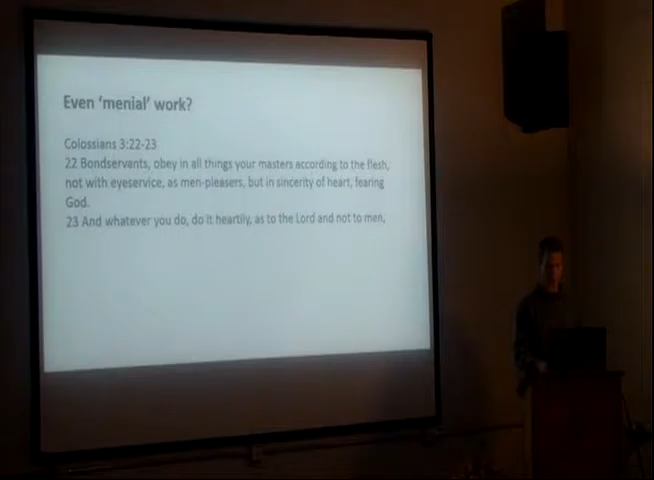 Even 'menial' work?
Colossians 3:22-23
22 Bondservants, obey in all things your masters according to the flesh,
not with eyeservice, as men-pleasers, but in sincerity of heart, fearing
God.
23 And whatever you do, do it heartily, as to the Lord and not to men,